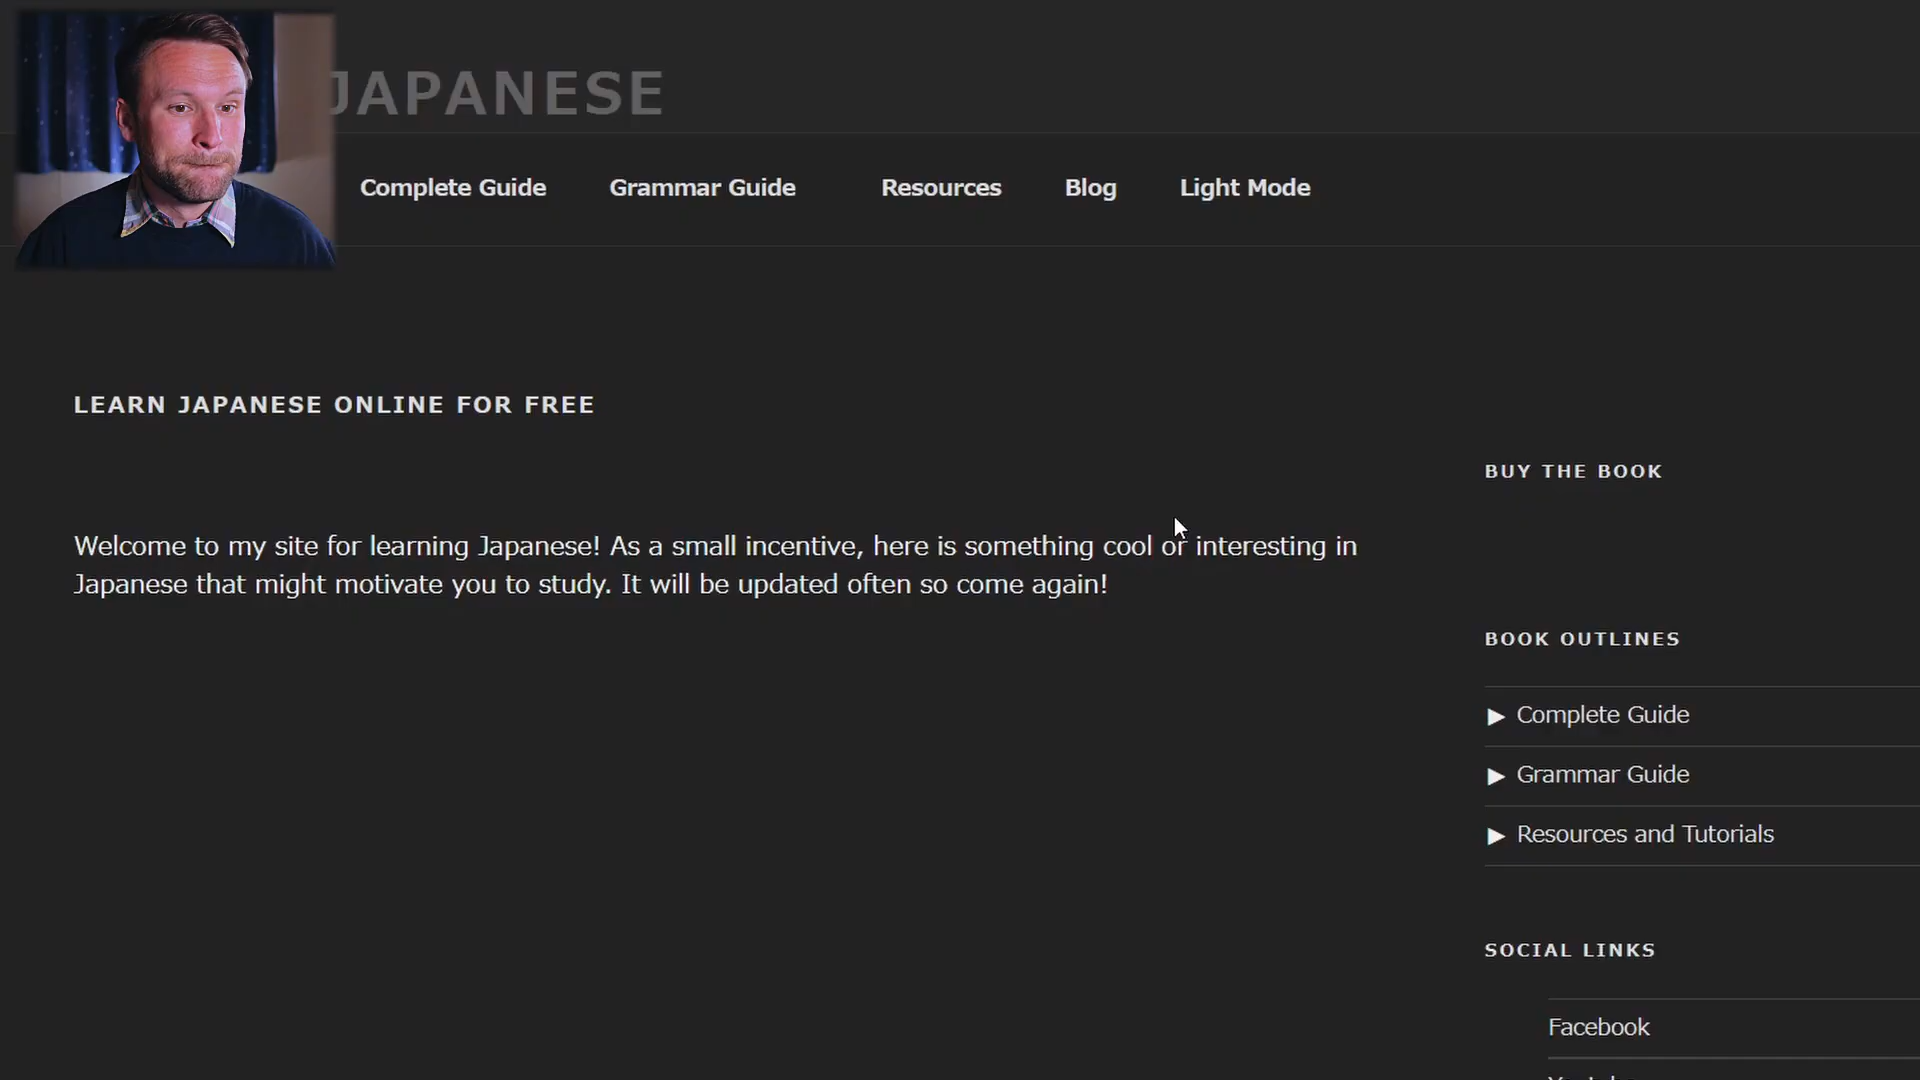 JAPANESE
Complete Guide
Grammar Guide
Resources
Blog
Light Mode
LEARN JAPANESE ONLINE FOR FREE
Welcome to my site for learning Japanese! As a small incentive, here is something cool or interesting in
Japanese that might motivate you to study. It will be updated often so come again!
BUY THE BOOK
BOOK OUTLINES
▶ Complete Guide
▶ Grammar Guide
▶ Resources and Tutorials
SOCIAL LINKS
Facebook